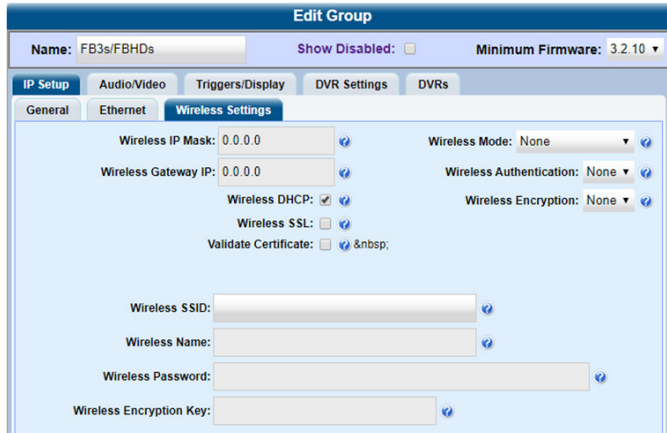 Edit Group
Name: FB3s/FBHDs Show Disabled: Minimum Firmware: 3.2.10
IP Setup Audio/Video Triggers/Display DVR Settings DVRs
General Ethernet Wireless Settings
Wireless IP Mask: 0.0.0.0 Wireless Mode: None
Wireless Gateway IP: 0.0.0.0 Wireless Authentication: None
Wireless DHCP: Wireless Encryption: None
Wireless SSL:
Validate Certificate: &nbsp;
Wireless SSID:
Wireless Name:
Wireless Password:
Wireless Encryption Key: